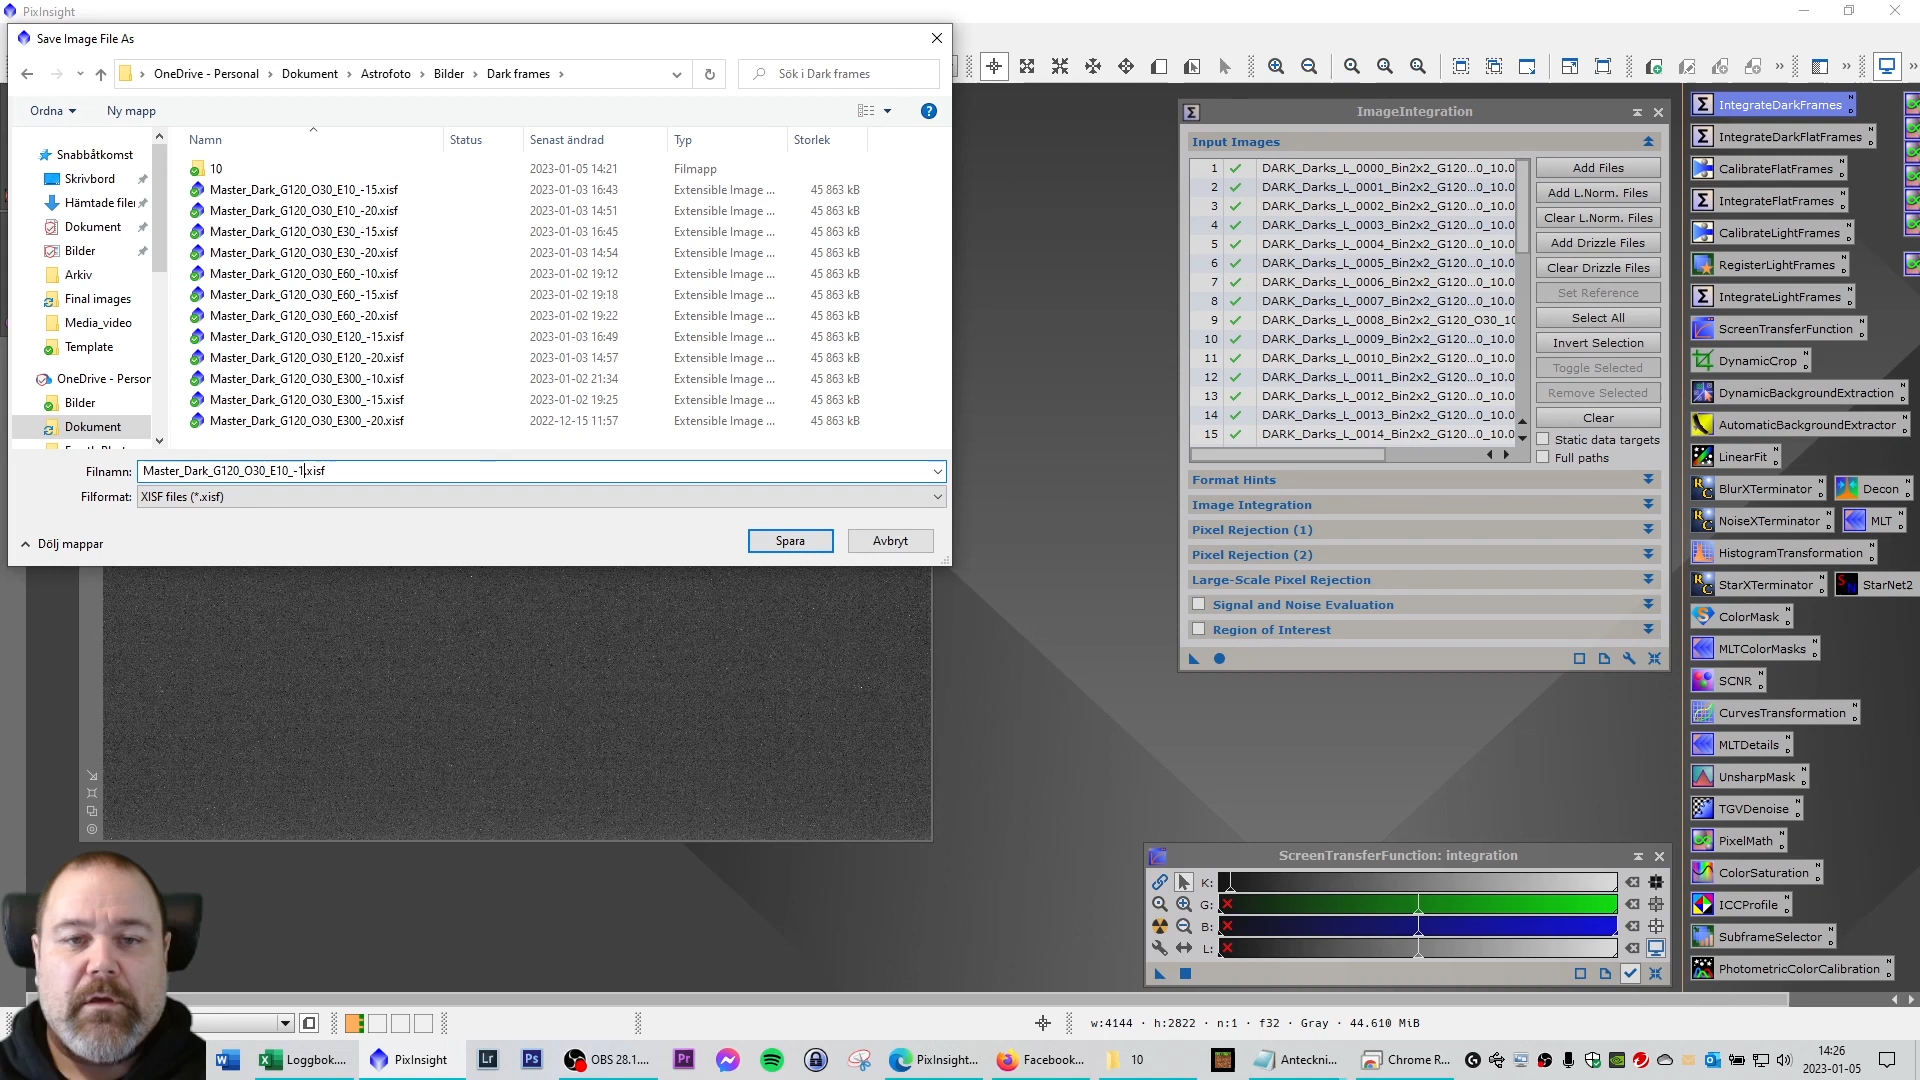 PixInsight
Save Image File As
OneDrive - Personal › Dokument › Astrofoto › Bilder › Dark frames ›
Sök i Dark frames
Ordna
Ny mapp
Namn Status Senast ändrad Typ Storlek
Snabbåtkomst
Skrivbord
Hämtade filer
Dokument
Bilder
Arkiv
Final images
Media_video
Template
OneDrive - Person
Bilder
Dokument
10 2023-01-05 14:21 Filmapp
Master_Dark_G120_O30_E10_-15.xisf 2023-01-03 16:43 Extensible Image ... 45 863 kB
Master_Dark_G120_O30_E10_-20.xisf 2023-01-03 14:51 Extensible Image ... 45 863 kB
Master_Dark_G120_O30_E30_-15.xisf 2023-01-03 16:45 Extensible Image ... 45 863 kB
Master_Dark_G120_O30_E30_-20.xisf 2023-01-03 14:54 Extensible Image ... 45 863 kB
Master_Dark_G120_O30_E60_-10.xisf 2023-01-02 19:12 Extensible Image ... 45 863 kB
Master_Dark_G120_O30_E60_-15.xisf 2023-01-02 19:18 Extensible Image ... 45 863 kB
Master_Dark_G120_O30_E60_-20.xisf 2023-01-02 19:22 Extensible Image ... 45 863 kB
Master_Dark_G120_O30_E120_-15.xisf 2023-01-03 16:49 Extensible Image ... 45 863 kB
Master_Dark_G120_O30_E120_-20.xisf 2023-01-03 14:57 Extensible Image ... 45 863 kB
Master_Dark_G120_O30_E300_-10.xisf 2023-01-02 21:34 Extensible Image ... 45 863 kB
Master_Dark_G120_O30_E300_-15.xisf 2023-01-02 19:25 Extensible Image ... 45 863 kB
Master_Dark_G120_O30_E300_-20.xisf 2022-12-15 11:57 Extensible Image ... 45 863 kB
Filnamn: Master_Dark_G120_O30_E10_-1.xisf
Filformat: XISF files (*.xisf)
Dölj mappar
Spara
Avbryt
ImageIntegration
Input Images
1 DARK_Darks_L_0000_Bin2x2_G120...0_10.0
2 DARK_Darks_L_0001_Bin2x2_G120...0_10.0
3 DARK_Darks_L_0002_Bin2x2_G120...0_10.0
4 DARK_Darks_L_0003_Bin2x2_G120...0_10.0
5 DARK_Darks_L_0004_Bin2x2_G120...0_10.0
6 DARK_Darks_L_0005_Bin2x2_G120...0_10.0
7 DARK_Darks_L_0006_Bin2x2_G120...0_10.0
8 DARK_Darks_L_0007_Bin2x2_G120...0_10.0
9 DARK_Darks_L_0008_Bin2x2_G120_O30_10
10 DARK_Darks_L_0009_Bin2x2_G120...0_10.0
11 DARK_Darks_L_0010_Bin2x2_G120...0_10.0
12 DARK_Darks_L_0011_Bin2x2_G120...0_10.0
13 DARK_Darks_L_0012_Bin2x2_G120...0_10.0
14 DARK_Darks_L_0013_Bin2x2_G120...0_10.0
15 DARK_Darks_L_0014_Bin2x2_G120...0_10.0
Add Files
Add L.Norm. Files
Clear L.Norm. Files
Add Drizzle Files
Clear Drizzle Files
Set Reference
Select All
Invert Selection
Toggle Selected
Remove Selected
Clear
Static data targets
Full paths
Format Hints
Image Integration
Pixel Rejection (1)
Pixel Rejection (2)
Large-Scale Pixel Rejection
Signal and Noise Evaluation
Region of Interest
ScreenTransferFunction: integration
K:
G:
B:
L:
IntegrateDarkFrames
IntegrateDarkFlatFrames
CalibrateFlatFrames
IntegrateFlatFrames
CalibrateLightFrames
RegisterLightFrames
IntegrateLightFrames
ScreenTransferFunction
DynamicCrop
DynamicBackgroundExtraction
AutomaticBackgroundExtractor
LinearFit
BlurXTerminator Decon
NoiseXTerminator MLT
HistogramTransformation
StarXTerminator StarNet2
ColorMask
MLTColorMasks
SCNR
CurvesTransformation
MLTDetails
UnsharpMask
TGVDenoise
PixelMath
ColorSaturation
ICCProfile
SubframeSelector
PhotometricColorCalibration
w:4144 · h:2822 · n:1 · f32 · Gray · 44.610 MiB
Loggbok.... PixInsight OBS 28.1.... PixInsight... Facebook... 10 Anteckni... Chrome R...
14:26
2023-01-05